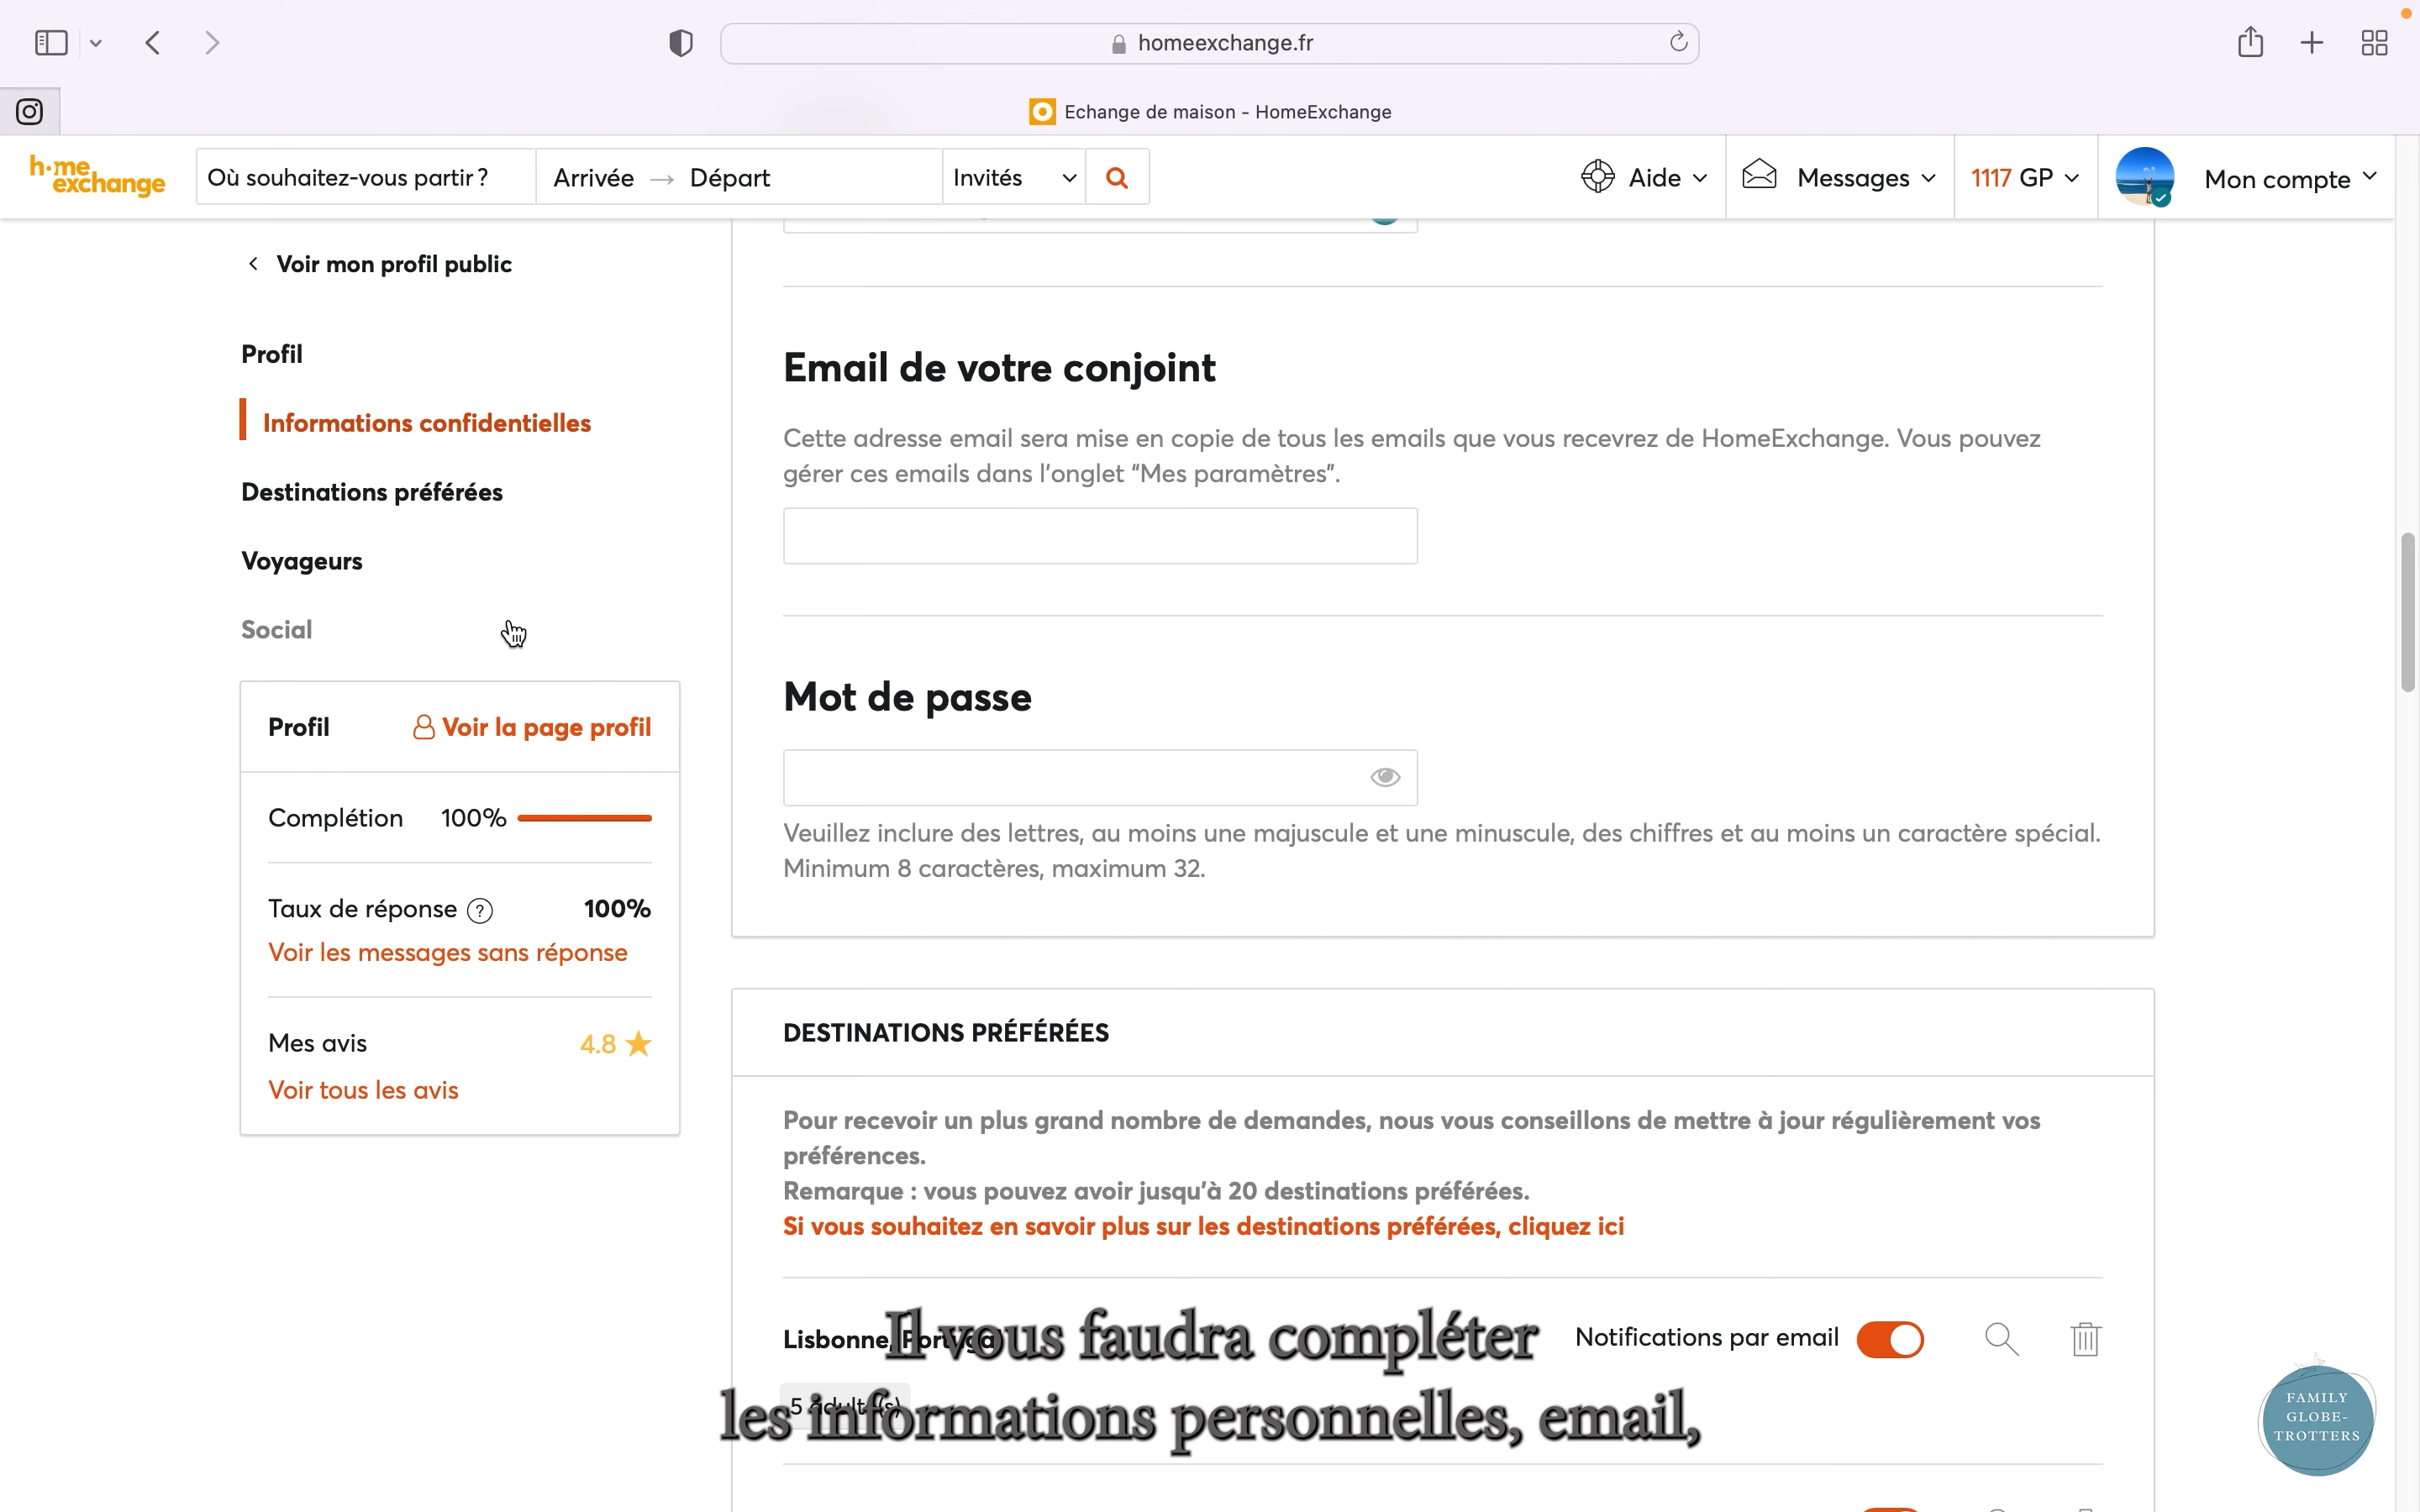 homeexchange.fr
Echange de maison - HomeExchange
h·me
exchange
Où souhaitez-vous partir ?
Arrivée → Départ
Invités
Aide
Messages
1117 GP
Mon compte
Voir mon profil public
Profil
Informations confidentielles
Destinations préférées
Voyageurs
Social
Profil
Voir la page profil
Complétion 100%
Taux de réponse ? 100%
Voir les messages sans réponse
Mes avis 4.8
Voir tous les avis
Email de votre conjoint
Cette adresse email sera mise en copie de tous les emails que vous recevrez de HomeExchange. Vous pouvez
gérer ces emails dans l'onglet “Mes paramètres”.
Mot de passe
Veuillez inclure des lettres, au moins une majuscule et une minuscule, des chiffres et au moins un caractère spécial.
Minimum 8 caractères, maximum 32.
DESTINATIONS PRÉFÉRÉES
Pour recevoir un plus grand nombre de demandes, nous vous conseillons de mettre à jour régulièrement vos
préférences.
Remarque : vous pouvez avoir jusqu'à 20 destinations préférées.
Si vous souhaitez en savoir plus sur les destinations préférées, cliquez ici
Lisbonne, Portugal
Notifications par email
5 adulte(s)
Il vous faudra compléter
les informations personnelles, email,
FAMILY
GLOBE-
TROTTERS